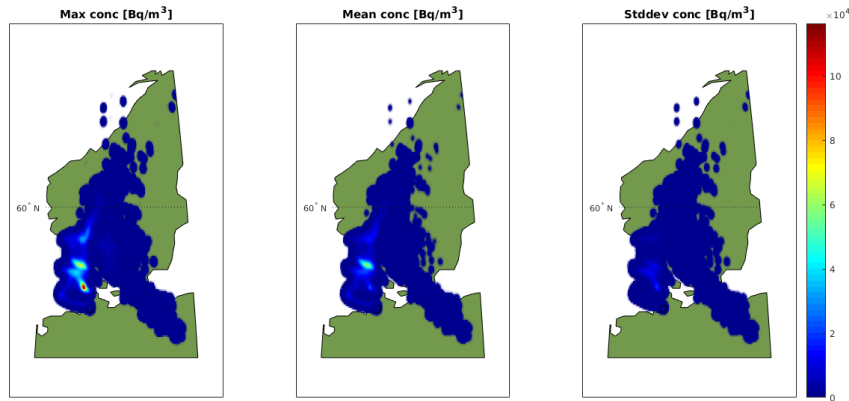 Max conc [Bq/m³]
Mean conc [Bq/m³]
Stddev conc [Bq/m³]
×10⁴
10
8
6
4
2
0
60° N
60° N
60° N